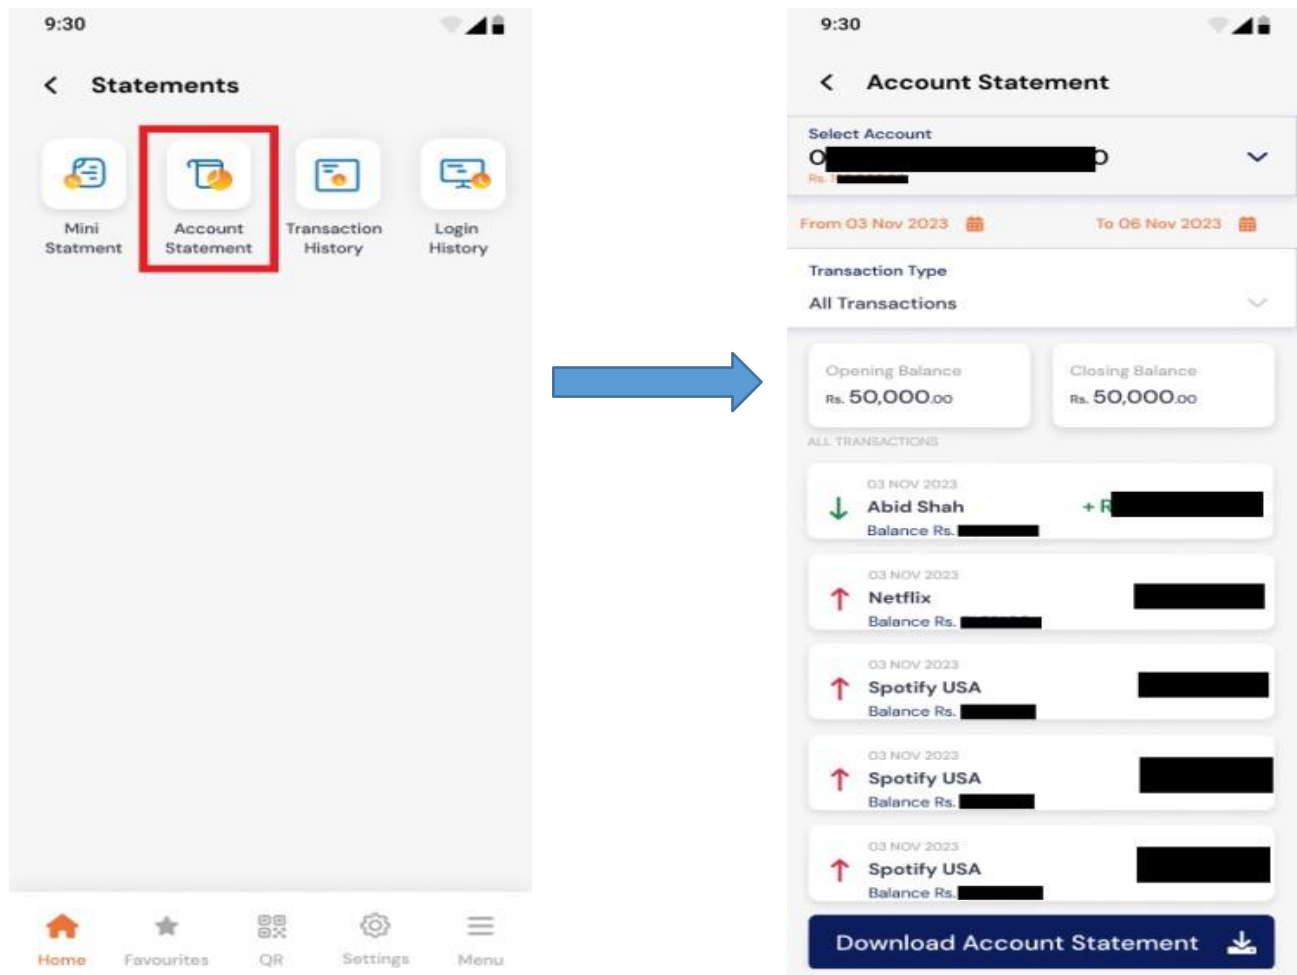 9:30
Statements
Mini Statment
Account Statement
Transaction History
Login History
Home
Favourites
QR
Settings
Menu
9:30
Account Statement
Select Account
Rs.
From 03 Nov 2023
To 06 Nov 2023
Transaction Type
All Transactions
Opening Balance
Rs. 50,000.00
Closing Balance
Rs. 50,000.00
ALL TRANSACTIONS
03 NOV 2023
Abid Shah
+ R
Balance Rs.
03 NOV 2023
Netflix
Balance Rs.
03 NOV 2023
Spotify USA
Balance Rs.
03 NOV 2023
Spotify USA
Balance Rs.
03 NOV 2023
Spotify USA
Balance Rs.
Download Account Statement